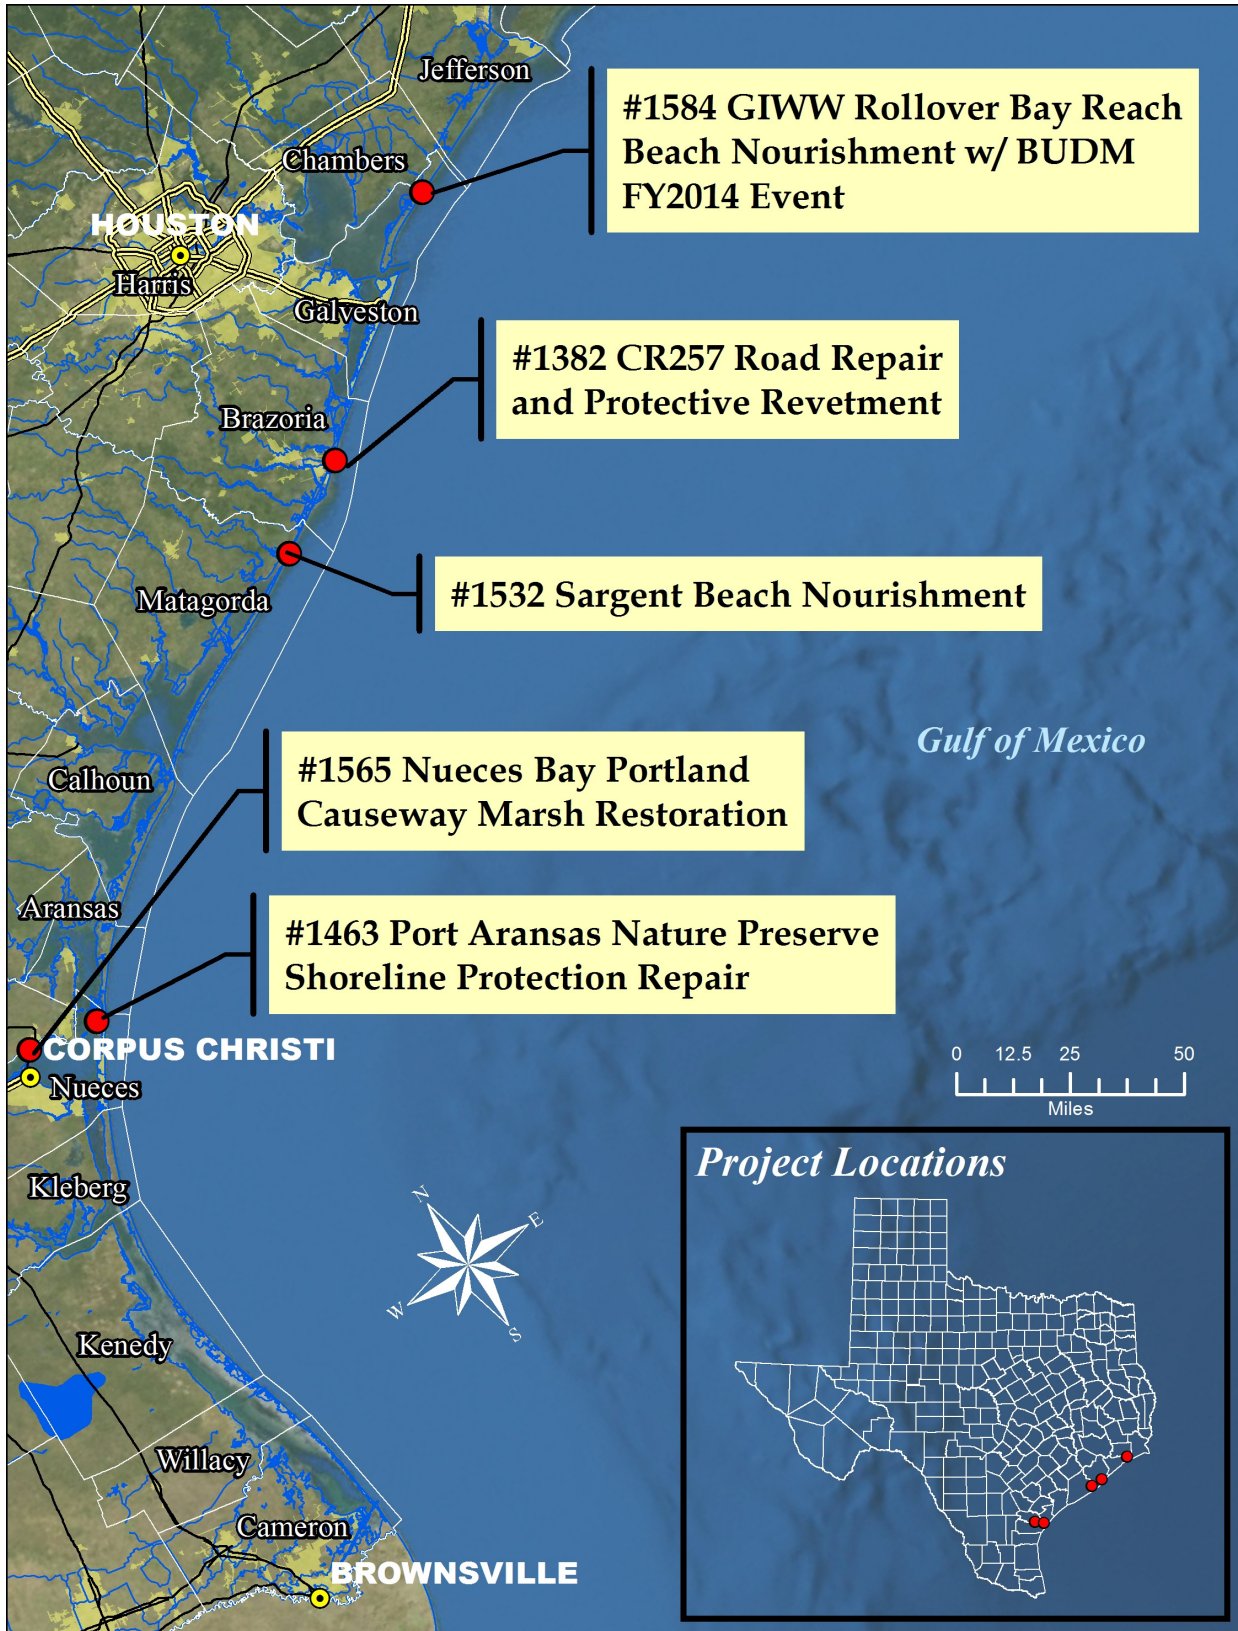 Jefferson
#1584 GIWW Rollover Bay Reach
Beach Nourishment w/ BUDM
FY2014 Event
Chambers
HOUSTON
Harris
Galveston
#1382 CR257 Road Repair
and Protective Revetment
Brazoria
#1532 Sargent Beach Nourishment
Matagorda
Gulf of Mexico
#1565 Nueces Bay Portland
Causeway Marsh Restoration
Calhoun
Aransas
#1463 Port Aransas Nature Preserve
Shoreline Protection Repair
CORPUS CHRISTI
Nueces
0 12.5 25 50
Miles
Kleberg
N
E
W
S
Project Locations
Kenedy
Willacy
Cameron
BROWNSVILLE